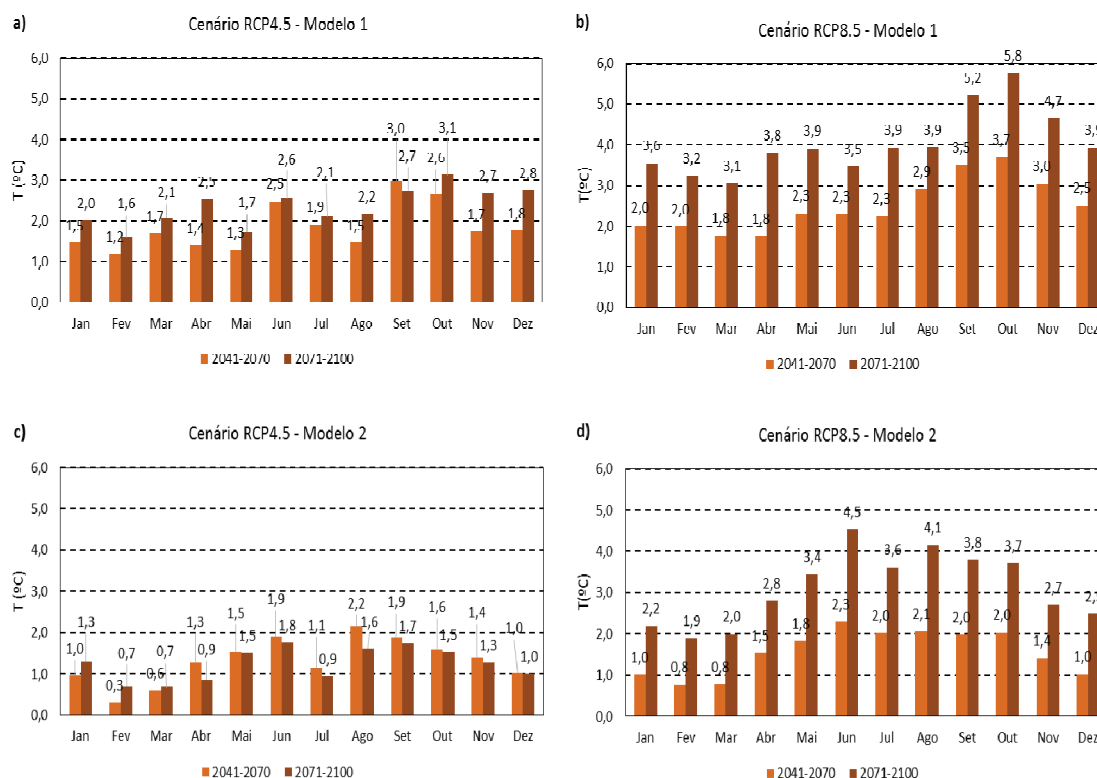 a)
Cenário RCP4.5 - Modelo 1
T (ºC)
6,0
5,0
4,0
3,0
2,0
1,0
0,0
1,5 2,0 1,2 1,6 1,7 2,1 1,4 2,5 1,3 1,7 2,5 2,6 1,9 2,1 1,5 2,2 3,0 2,7 2,6 3,1 1,7 2,7 1,8 2,8
Jan Fev Mar Abr Mai Jun Jul Ago Set Out Nov Dez
2041-2070 2071-2100
b)
Cenário RCP8.5 - Modelo 1
T (ºC)
6,0
5,0
4,0
3,0
2,0
1,0
0,0
2,0 3,6 2,0 3,2 1,8 3,1 1,8 3,8 2,3 3,9 2,3 3,5 2,3 3,9 2,9 3,9 3,5 5,2 3,7 5,8 3,0 4,7 2,5 3,9
Jan Fev Mar Abr Mai Jun Jul Ago Set Out Nov Dez
2041-2070 2071-2100
c)
Cenário RCP4.5 - Modelo 2
T (ºC)
6,0
5,0
4,0
3,0
2,0
1,0
0,0
1,0 1,3 0,3 0,7 0,6 0,7 1,3 0,9 1,5 1,5 1,9 1,8 1,1 0,9 2,2 1,6 1,9 1,7 1,6 1,5 1,4 1,3 1,0 1,0
Jan Fev Mar Abr Mai Jun Jul Ago Set Out Nov Dez
2041-2070 2071-2100
d)
Cenário RCP8.5 - Modelo 2
T(ºC)
6,0
5,0
4,0
3,0
2,0
1,0
0,0
1,0 2,2 0,8 1,9 0,8 2,0 1,5 2,8 1,8 3,4 2,3 4,5 2,0 3,6 2,1 4,1 2,0 3,8 2,0 3,7 1,4 2,7 1,0
Jan Fev Mar Abr Mai Jun Jul Ago Set Out Nov Dez
2041-2070 2071-2100